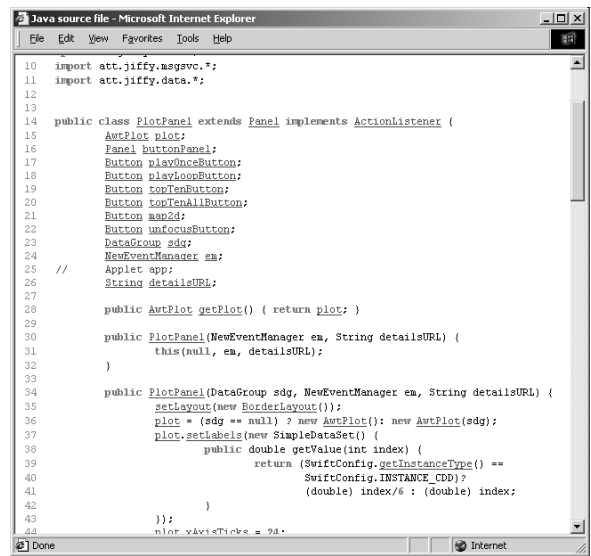 Java source file - Microsoft Internet Explorer
File Edit View Favorites Tools Help
10 import att.jiffy.msgsvc.*;
11 import att.jiffy.data.*;
12
13
14 public class PlotPanel extends Panel implements ActionListener {
15 AwtPlot plot;
16 Panel buttonPanel;
17 Button playOnceButton;
18 Button playLoopButton;
19 Button topTenButton;
20 Button topTenAllButton;
21 Button map2d;
22 Button unfocusButton;
23 DataGroup sdg;
24 NewEventManager em;
25 // Applet app;
26 String detailsURL;
27
28 public AwtPlot getPlot() { return plot; }
29
30 public PlotPanel(NewEventManager em, String detailsURL) {
31 this(null, em, detailsURL);
32 }
33
34 public PlotPanel(DataGroup sdg, NewEventManager em, String detailsURL) {
35 setLayout(new BorderLayout());
36 plot = (sdg == null) ? new AwtPlot(): new AwtPlot(sdg);
37 plot.setLabels(new SimpleDataSet() {
38 public double getValue(int index) {
39 return (SwiftConfig.getInstanceType() ==
40 SwiftConfig.INSTANCE_CDD)?
41 (double) index/6 : (double) index;
42 }
43 });
44 plot.xAxisTicks = 24;
Done Internet